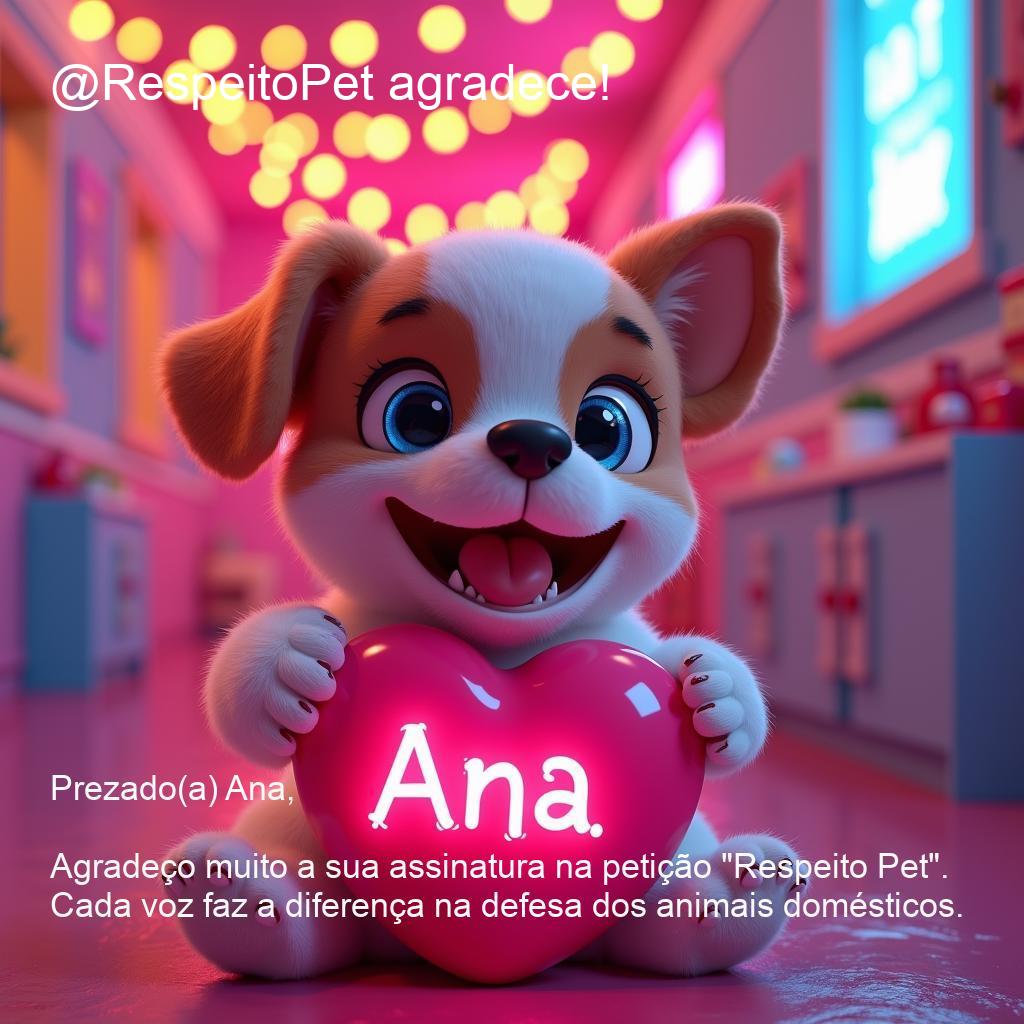 @RespeitoPet agradece!
Ana.
Prezado(a) Ana,
Agradeço muito a sua assinatura na petição "Respeito Pet".
Cada voz faz a diferença na defesa dos animais domésticos.